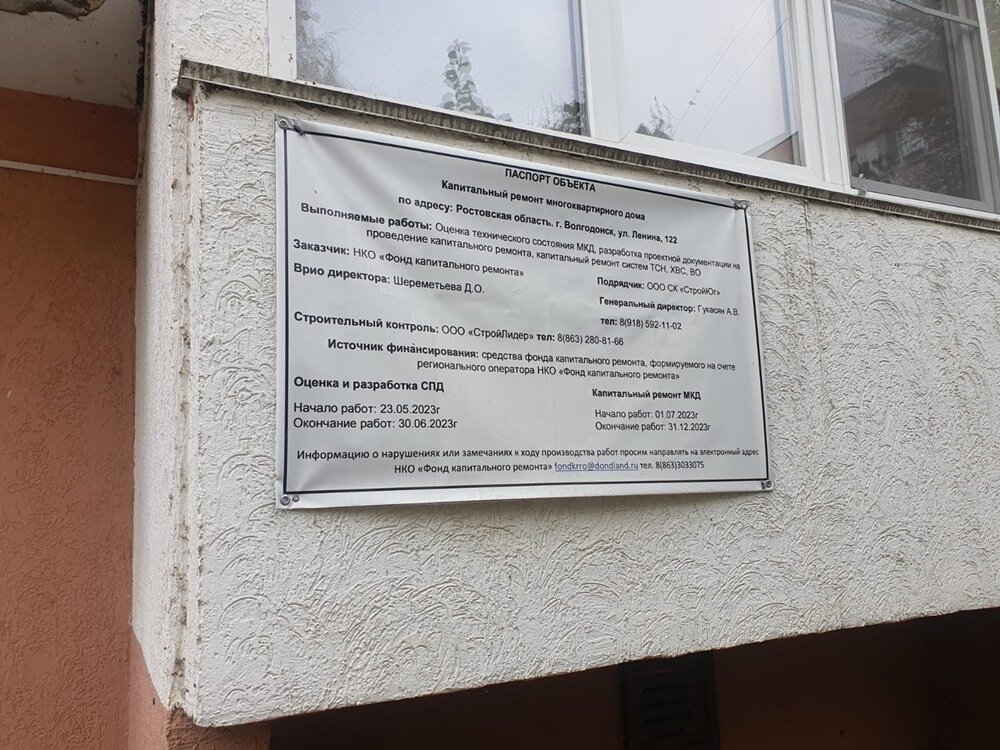 ПАСПОРТ ОБЪЕКТА
Капитальный ремонт многоквартирного дома
по адресу: Ростовская область. г. Волгодонск, ул. Ленина, 122
Выполняемые работы: Оценка технического состояния МКД, разработка проектной документации на
проведение капитального ремонта, капитальный ремонт систем ТСН, ХВС, ВО
Заказчик: НКО «Фонд капитального ремонта»
Врио директора: Шереметьева Д.О.
Подрядчик: ООО СК «СтройЮг»
Генеральный директор: Гукасян А.В.
тел: 8(918) 592-11-02
Строительный контроль: ООО «СтройЛидер» тел: 8(863) 280-81-66
Источник финансирования: средства фонда капитального ремонта, формируемого на счете
регионального оператора НКО «Фонд капитального ремонта»
Оценка и разработка СПД
Начало работ: 23.05.2023г
Окончание работ: 30.06.2023г
Капитальный ремонт МКД
Начало работ: 01.07.2023г
Окончание работ: 31.12.2023г
Информацию о нарушениях или замечаниях к ходу производства работ просим направлять на электронный адрес
НКО «Фонд капитального ремонта» fondkrro@dondland.ru тел. 8(863)3033075